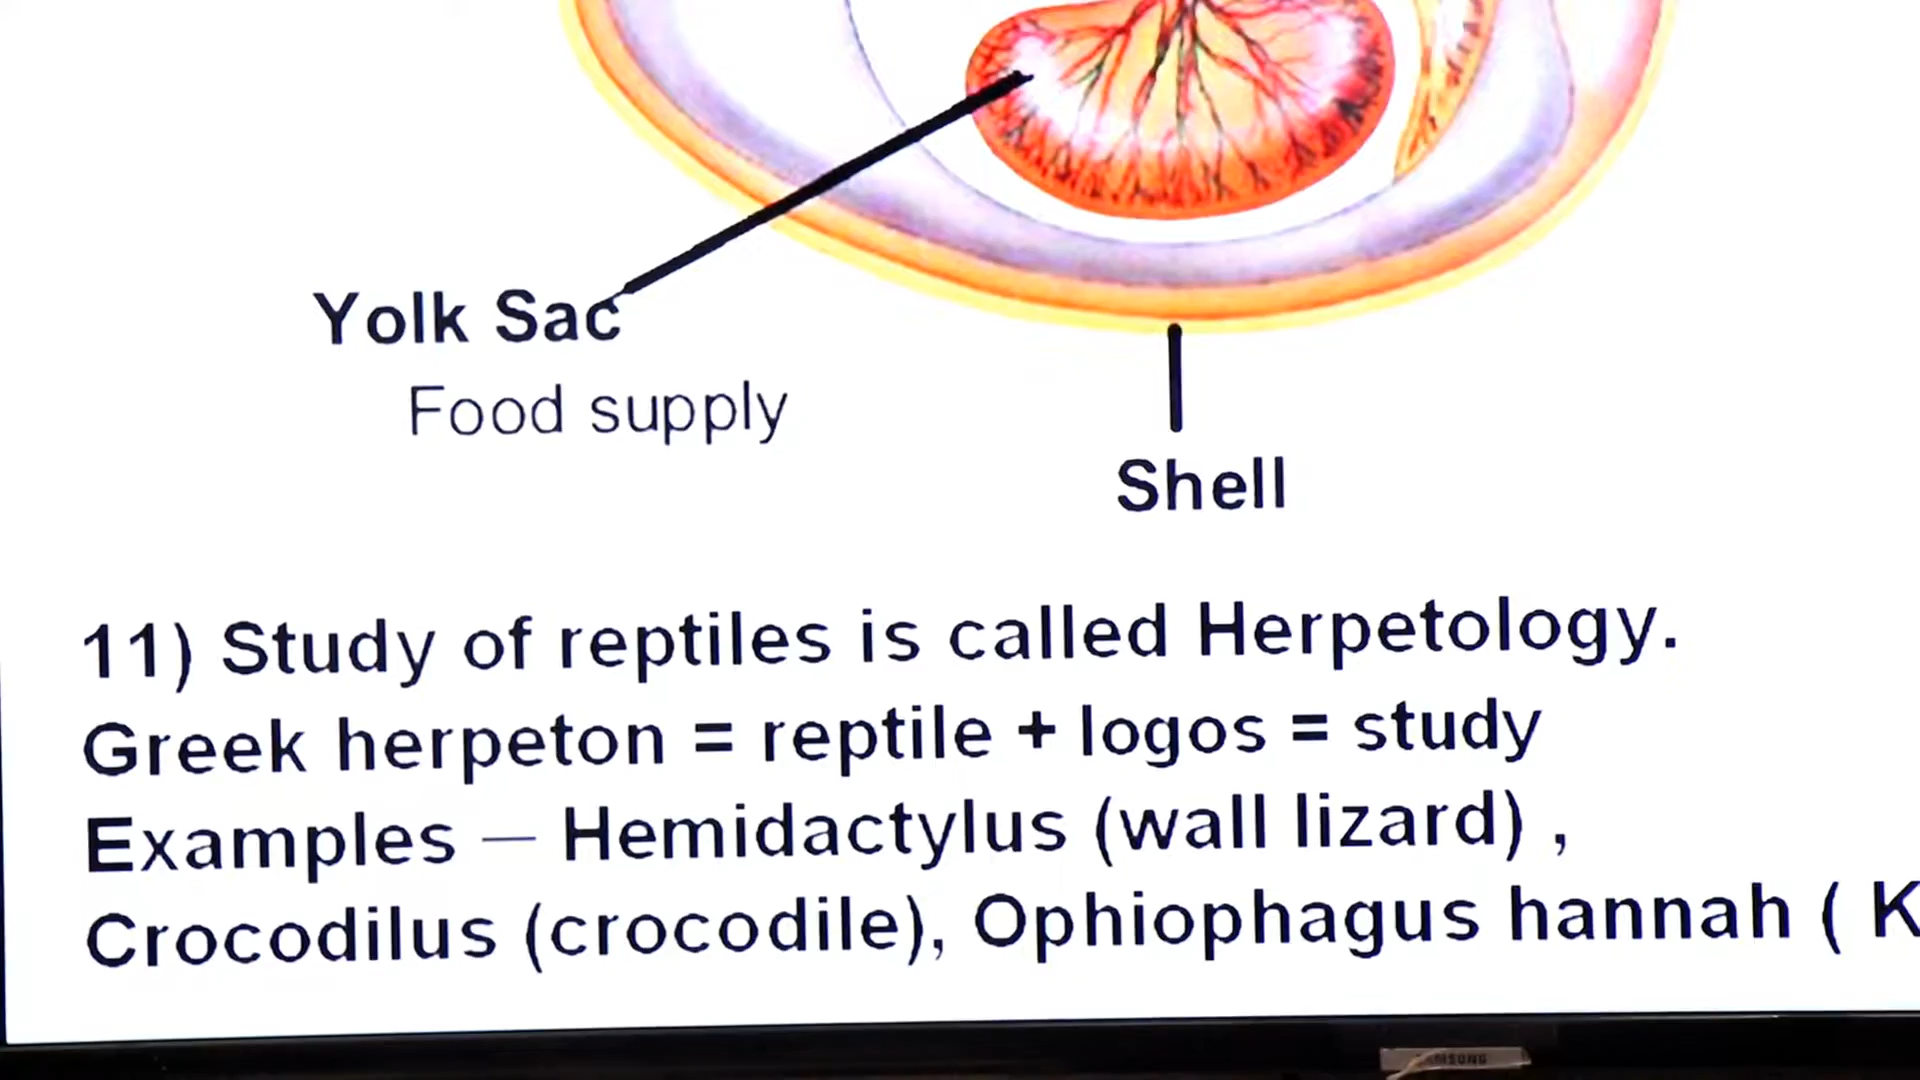 Yolk Sac
Food supply
Shell
11) Study of reptiles is called Herpetology.
Greek herpeton = reptile + logos = study
Examples – Hemidactylus (wall lizard) ,
Crocodilus (crocodile), Ophiophagus hannah ( K
SAMSUNG